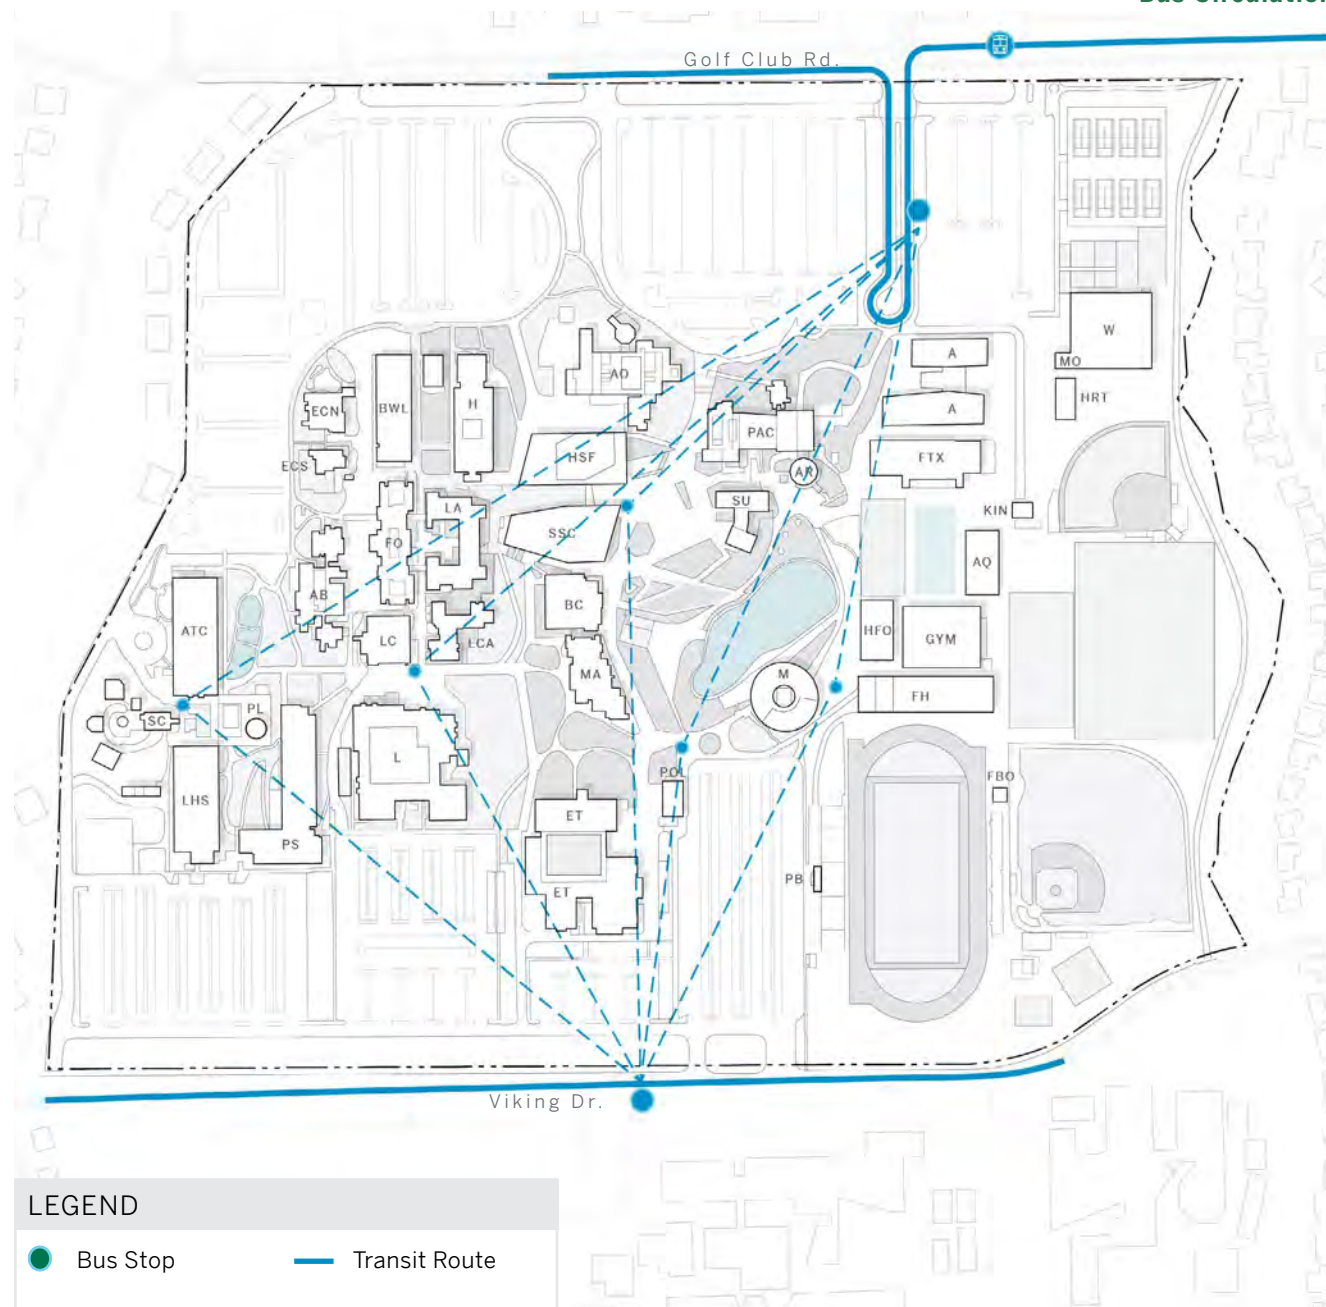 Golf Club Rd.
W
A
MO
AO
HRT
ECN
BWL
H
A
PAC
HSF
FTX
ECS
AR
SU
LA
KIN
SSC
FO
AQ
AB
BC
ATC
HFO
LC
ECA
GYM
MA
M
FH
PL
SC
L
POL
FBO
LHS
ET
PS
PB
ET
Viking Dr.
LEGEND
Bus Stop
Transit Route